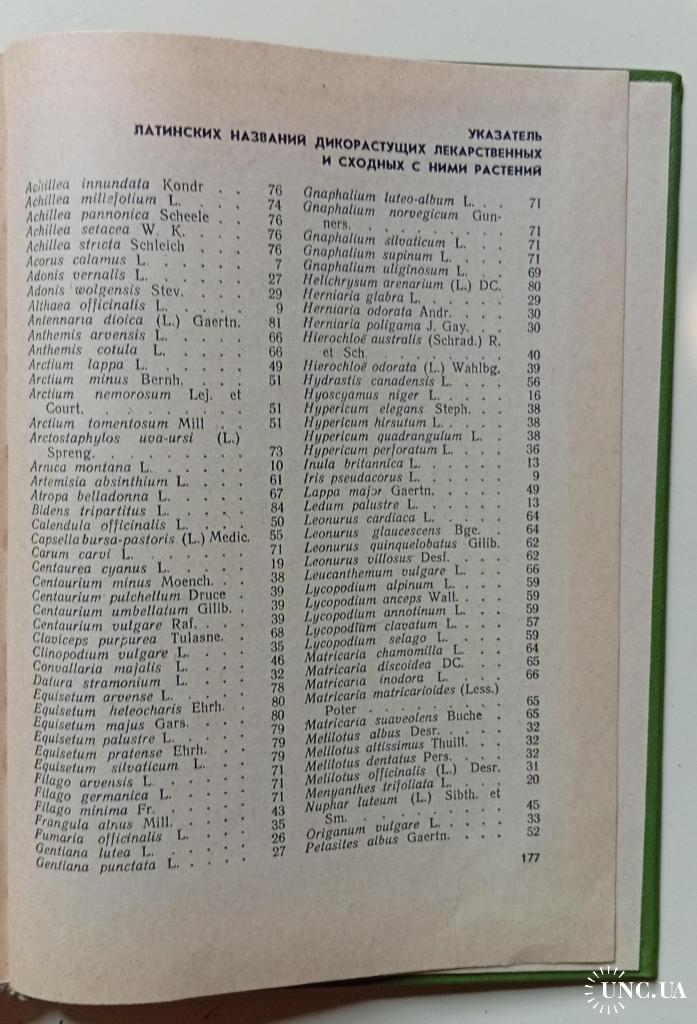 УКАЗАТЕЛЬ
ЛАТИНСКИХ НАЗВАНИЙ ДИКОРАСТУЩИХ ЛЕКАРСТВЕННЫХ
И СХОДНЫХ С НИМИ РАСТЕНИЙ
Achillea innundata Kondr . . 76
Achillea millefolium L. . . . 74
Achillea pannonica Scheele . . 76
Achillea setacea W. K. . . . 76
Achillea stricta Schleich . . . 76
Acorus calamus L. . . . . . 7
Adonis vernalis L. . . . . . 27
Adonis wolgensis Stev. . . . 29
Althaea officinalis L. . . . . 9
Antennaria dioica (L.) Gaertn. 81
Anthemis arvensis L. . . . . 66
Anthemis cotula L. . . . . 66
Arctium lappa L. . . . . . 49
Arctium minus Bernh. . . . 51
Arctium nemorosum Lej. et
Court. . . . . . . . . 51
Arctium tomentosum Mill . . 51
Arctostaphylos uva-ursi (L.)
Spreng. . . . . . . . 73
Arnica montana L. . . . . . 10
Artemisia absinthium L. . . . 61
Atropa belladonna L. . . . . 67
Bidens tripartitus L. . . . . 84
Calendula officinalis L. . . . 50
Capsella bursa-pastoris (L.) Medic. 55
Carum carvi L. . . . . . 71
Centaurea cyanus L. . . . . 19
Centaurium minus Moench. . . 38
Centaurium pulchellum Druce . 39
Centaurium umbellatum Gilib. . 39
Centaurium vulgare Raf. . . . 39
Claviceps purpurea Tulasne. . 68
Clinopodium vulgare L. . . . 35
Convallaria majalis L. . . . 46
Datura stramonium L. . . . 32
Equisetum arvense L. . . . . 78
Equisetum heleocharis Ehrh. . 80
Equisetum majus Gars. . . . 80
Equisetum palustre L. . . . 79
Equisetum pratense Ehrh. . . 79
Equisetum silvaticum L. . . 79
Filago arvensis L. . . . . 71
Filago germanica L. . . . . 71
Filago minima Fr. . . . . . 71
Frangula alnus Mill. . . . . 43
Fumaria officinalis L. . . . 35
Gentiana lutea L. . . . . . 26
Gentiana punctata L. . . . . 27
Gnaphalium luteo-album L. . . 71
Gnaphalium norvegicum Gun-
ners. . . . . . . . . 71
Gnaphalium silvaticum L. . . 71
Gnaphalium supinum L. . . . 71
Gnaphalium uliginosum L. . . 69
Helichrysum arenarium (L.) DC. 80
Herniaria glabra L. . . . . . 29
Herniaria odorata Andr. . . . 30
Herniaria poligama J. Gay. . . 30
Hierochloë australis (Schrad.) R.
et Sch. . . . . . . . . 40
Hierochloë odorata (L.) Wahlbg. 39
Hydrastis canadensis L. . . . 56
Hyoscyamus niger L. . . . . 16
Hypericum elegans Steph. . . . 38
Hypericum hirsutum L. . . . 38
Hypericum quadrangulum L. . 38
Hypericum perforatum L. . . . 36
Inula britannica L. . . . . . 13
Iris pseudacorus L. . . . . . 9
Lappa major Gaertn. . . . . 49
Ledum palustre L. . . . . . 13
Leonurus cardiaca L. . . . . 64
Leonurus glaucescens Bge. . . 64
Leonurus quinquelobatus Gilib. 62
Leonurus villosus Desf. . . . 62
Leucanthemum vulgare L. . . 66
Lycopodium alpinum L. . . . 59
Lycopodium anceps Wall. . . . 59
Lycopodium annotinum L. . . 59
Lycopodium clavatum L. . . . 57
Lycopodium selago L. . . . . 59
Matricaria chamomilla L. . . . 64
Matricaria discoidea DC. . . . 65
Matricaria inodora L. . . . . 66
Matricaria matricarioides (Less.)
Poter . . . . . . . . 65
Matricaria suaveolens Buche . 65
Melilotus albus Desr. . . . . 32
Melilotus altissimus Thuill. . . 32
Melilotus dentatus Pers. . . . 32
Melilotus officinalis (L.) Desr. 31
Menyanthes trifoliata L. . . . 20
Nuphar luteum (L.) Sibth. et
Sm. . . . . . . . . . 45
Origanum vulgare L. . . . . 33
Petasites albus Gaertn. . . . . 52
177
UNC.UA